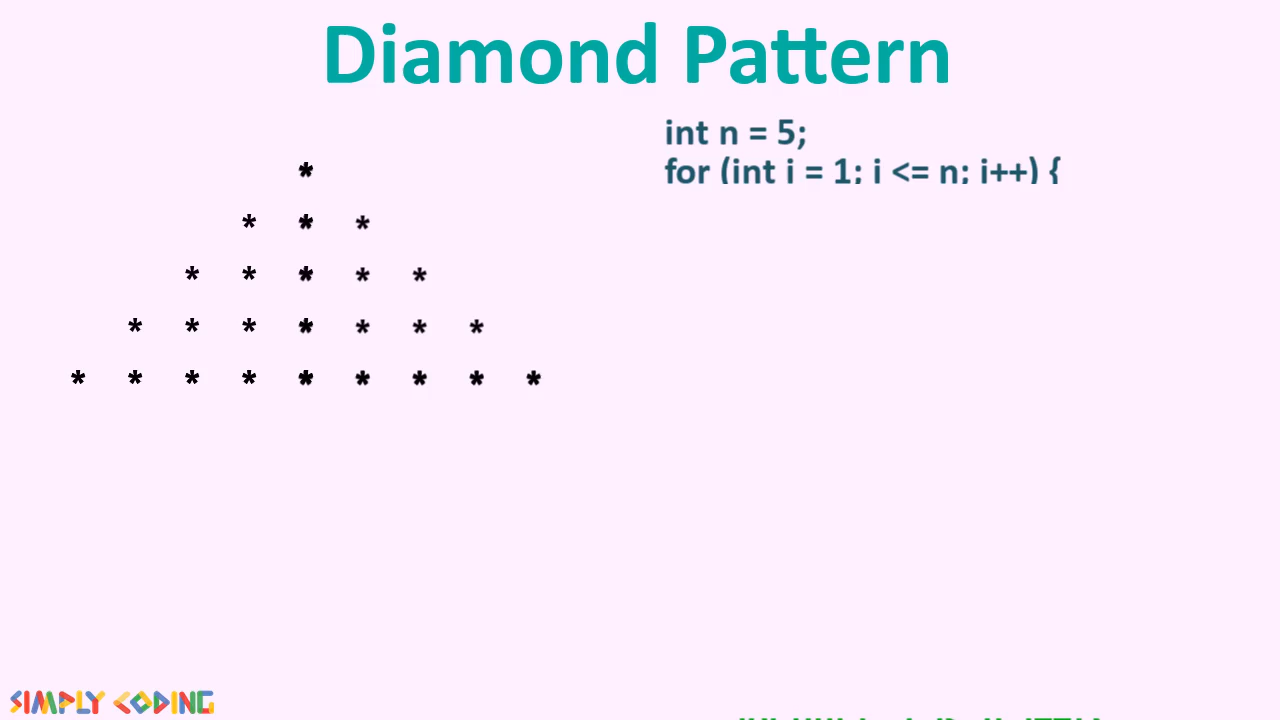 Diamond Pattern
int n = 5;
for (int i = 1; i <= n; i++) {
*
* * *
* * * * *
* * * * * * *
* * * * * * * * *
SIMPLY CODING